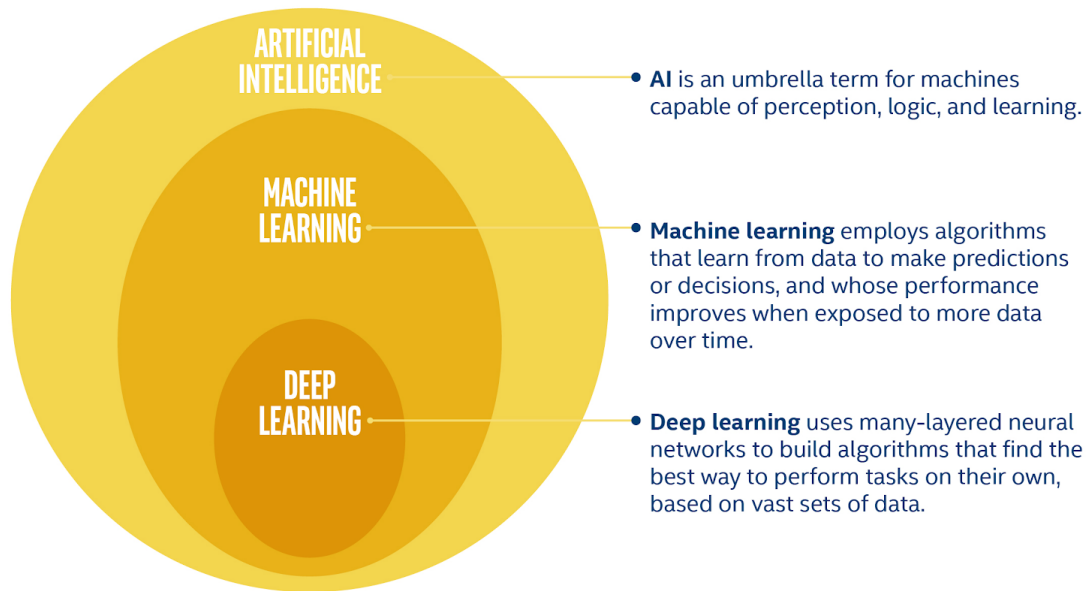 ARTIFICIAL
INTELLIGENCE
AI is an umbrella term for machines
capable of perception, logic, and learning.
MACHINE
LEARNING
Machine learning employs algorithms
that learn from data to make predictions
or decisions, and whose performance
improves when exposed to more data
over time.
DEEP
LEARNING
Deep learning uses many-layered neural
networks to build algorithms that find the
best way to perform tasks on their own,
based on vast sets of data.